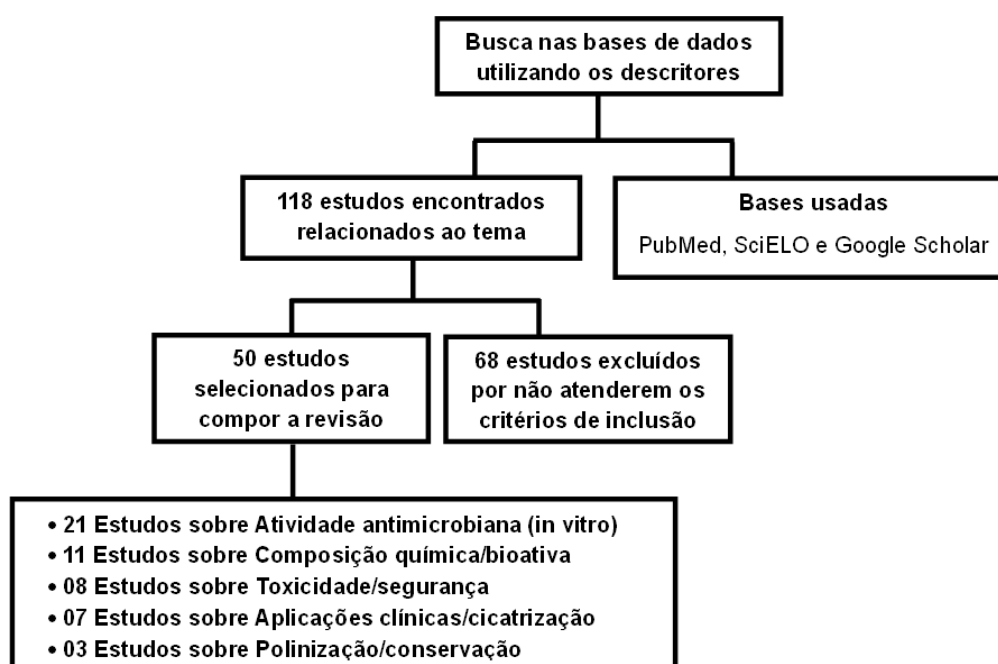 Busca nas bases de dados
utilizando os descritores
118 estudos encontrados
relacionados ao tema
Bases usadas
PubMed, SciELO e Google Scholar
50 estudos
selecionados para
compor a revisão
68 estudos excluídos
por não atenderem os
critérios de inclusão
• 21 Estudos sobre Atividade antimicrobiana (in vitro)
• 11 Estudos sobre Composição química/bioativa
• 08 Estudos sobre Toxicidade/segurança
• 07 Estudos sobre Aplicações clínicas/cicatrização
• 03 Estudos sobre Polinização/conservação